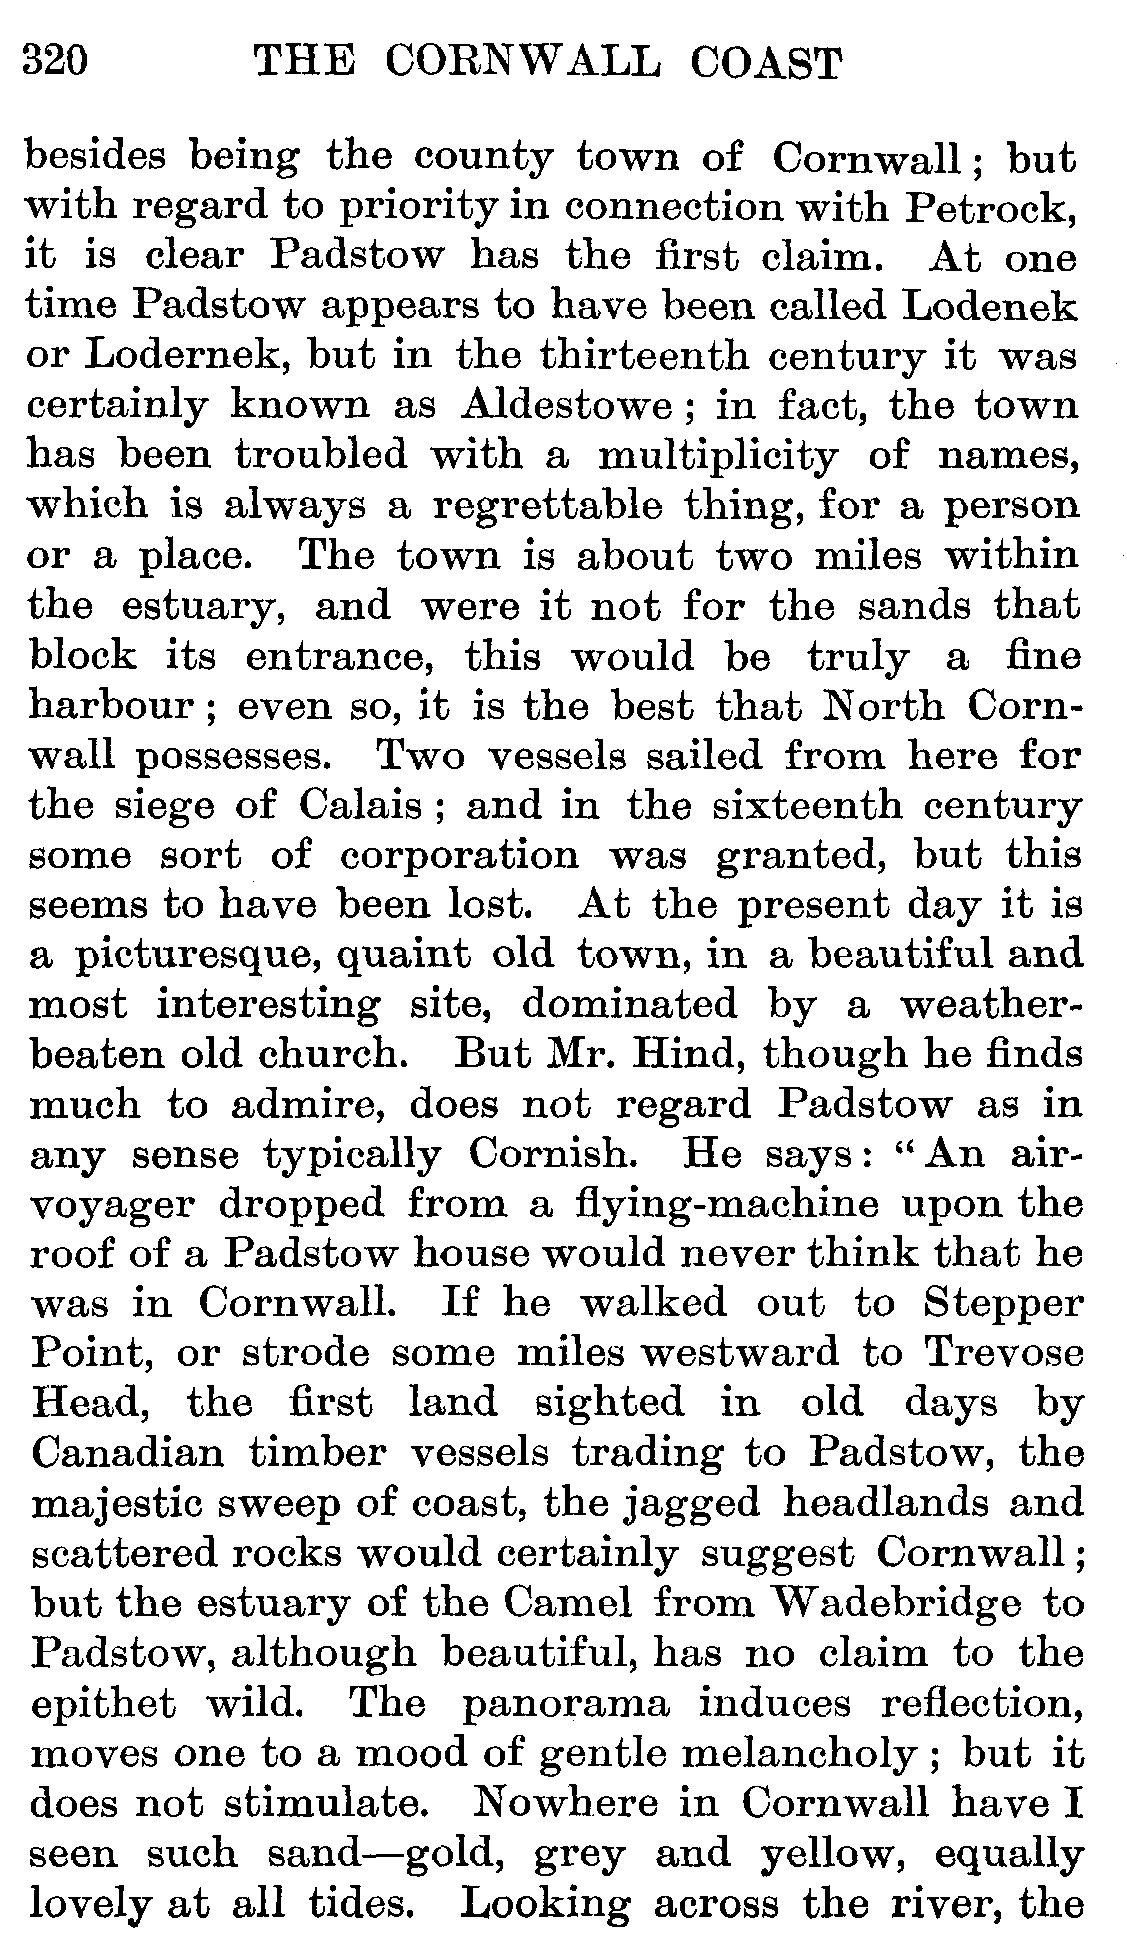 320 THE CORNWALL COAST
besides being the county town of Cornwall; but
with regard to priority in connection with Petrock,
it is clear Padstow has the first claim. At one
time Padstow appears to have been called Lodenek
or Lodernek, but in the thirteenth century it was
certainly known as Aldestowe; in fact, the town
has been troubled with a multiplicity of names,
which is always a regrettable thing, for a person
or a place. The town is about two miles within
the estuary, and were it not for the sands that
block its entrance, this would be truly a fine
harbour; even so, it is the best that North Corn-
wall possesses. Two vessels sailed from here for
the siege of Calais; and in the sixteenth century
some sort of corporation was granted, but this
seems to have been lost. At the present day it is
a picturesque, quaint old town, in a beautiful and
most interesting site, dominated by a weather-
beaten old church. But Mr. Hind, though he finds
much to admire, does not regard Padstow as in
any sense typically Cornish. He says: “An air-
voyager dropped from a flying-machine upon the
roof of a Padstow house would never think that he
was in Cornwall. If he walked out to Stepper
Point, or strode some miles westward to Trevose
Head, the first land sighted in old days by
Canadian timber vessels trading to Padstow, the
majestic sweep of coast, the jagged headlands and
scattered rocks would certainly suggest Cornwall;
but the estuary of the Camel from Wadebridge to
Padstow, although beautiful, has no claim to the
epithet wild. The panorama induces reflection,
moves one to a mood of gentle melancholy; but it
does not stimulate. Nowhere in Cornwall have I
seen such sand—gold, grey and yellow, equally
lovely at all tides. Looking across the river, the